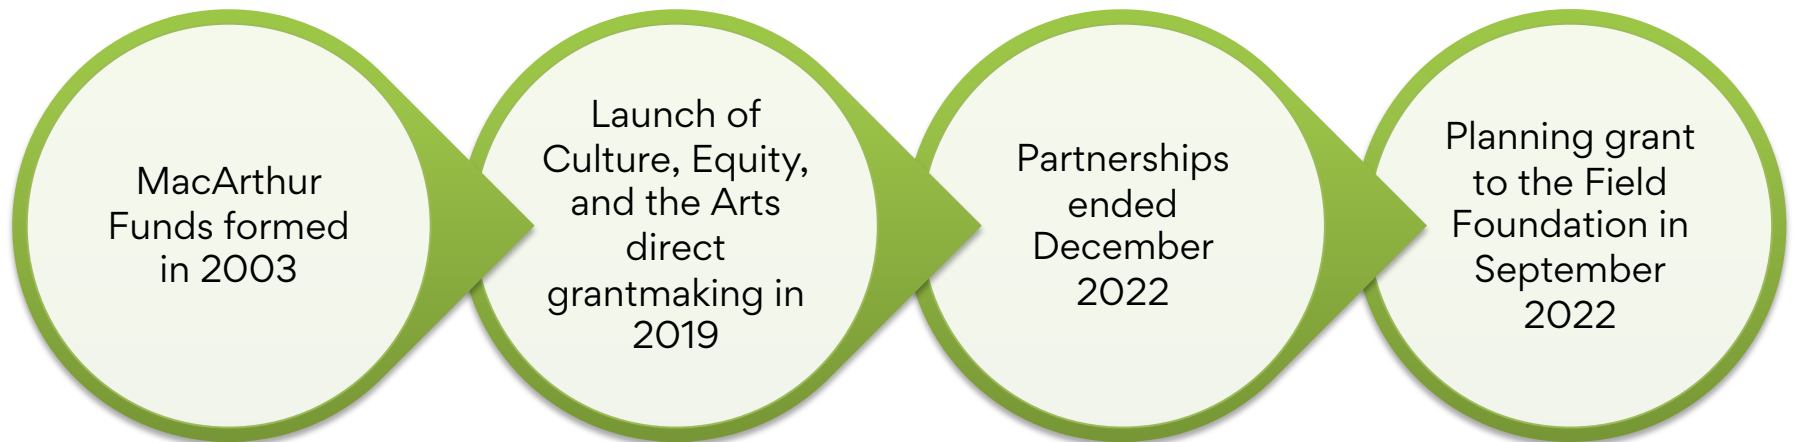 MacArthur
Funds formed
in 2003
Launch of
Culture, Equity,
and the Arts
direct
grantmaking in
2019
Partnerships
ended
December
2022
Planning grant
to the Field
Foundation in
September
2022